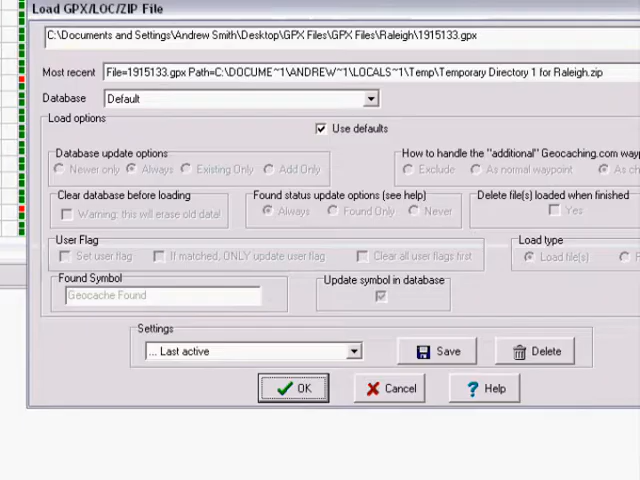 Load GPX/LOC/ZIP File
C:\Documents and Settings\Andrew Smith\Desktop\GPX Files\GPX Files\Raleigh\1915133.gpx
Most recent File=1915133.gpx Path=C:\DOCUME~1\ANDREW~1\LOCALS~1\Temp\Temporary Directory 1 for Raleigh.zip
Database Default
Load options
Use defaults
Database update options How to handle the "additional" Geocaching.com
Newer only Always Existing Only Add Only Exclude As normal waypoint
Clear database before loading Found status update options (see help) Delete file(s) loaded when finished
Warning: this will erase old data! Always Found Only Never Yes
User Flag Load type
Set user flag If matched, ONLY update user flag Clear all user flags first Load file(s)
Found Symbol Update symbol in database
Geocache Found
Settings
... Last active Save Delete
OK Cancel Help